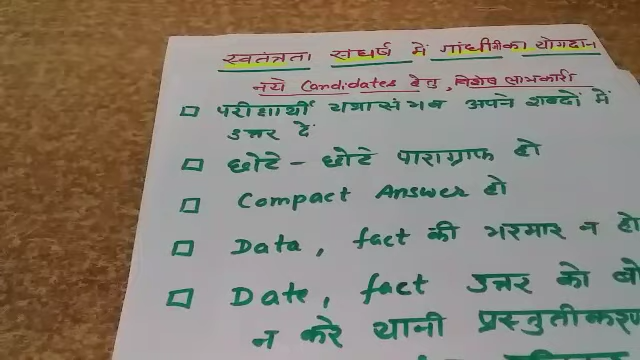 स्वतंत्रता संघर्ष में गांधीजी का योगदान
नये Candidates हेतु, विशेष लाभकारी
परीक्षार्थी यथासंभव अपने शब्दों में
उत्तर दें
छोटे - छोटे पाराग्राफ हो
Compact Answer हो
Data, fact की भरमार न हो
Date, fact उत्तर को
न करे यानी प्रस्तुतीकरण